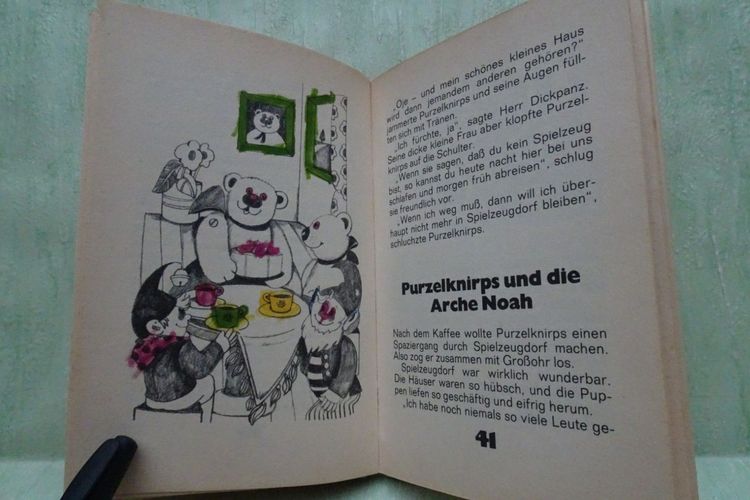 „Oje – und mein schönes kleines Haus
wird dann jemandem anderen gehören?"
jammerte Purzelknirps und seine Augen füll-
ten sich mit Tränen.
„Ich fürchte, ja", sagte Herr Dickpanz.
Seine dicke kleine Frau aber klopfte Purzel-
knirps auf die Schulter.
„Wenn sie sagen, daß du kein Spielzeug
bist, so kannst du heute nacht hier bei uns
schlafen und morgen früh abreisen", schlug
sie freundlich vor.
„Wenn ich weg muß, dann will ich über-
haupt nicht mehr in Spielzeugdorf bleiben",
schluchzte Purzelknirps.
Purzelknirps und die
Arche Noah
Nach dem Kaffee wollte Purzelknirps einen
Spaziergang durch Spielzeugdorf machen.
Also zog er zusammen mit Großohr los.
Spielzeugdorf war wirklich wunderbar.
Die Häuser waren so hübsch, und die Pup-
pen liefen so geschäftig und eifrig herum.
„Ich habe noch niemals so viele Leute ge-
41